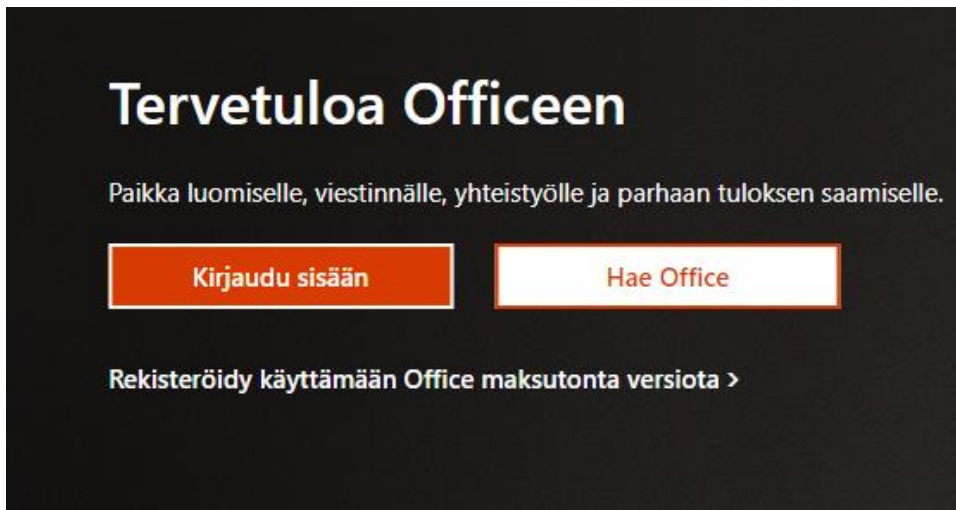 Tervetuloa Officeen
Paikka luomiselle, viestinnälle, yhteistyölle ja parhaan tuloksen saamiselle.
Kirjaudu sisään
Hae Office
Rekisteröidy käyttämään Office maksutonta versiota >